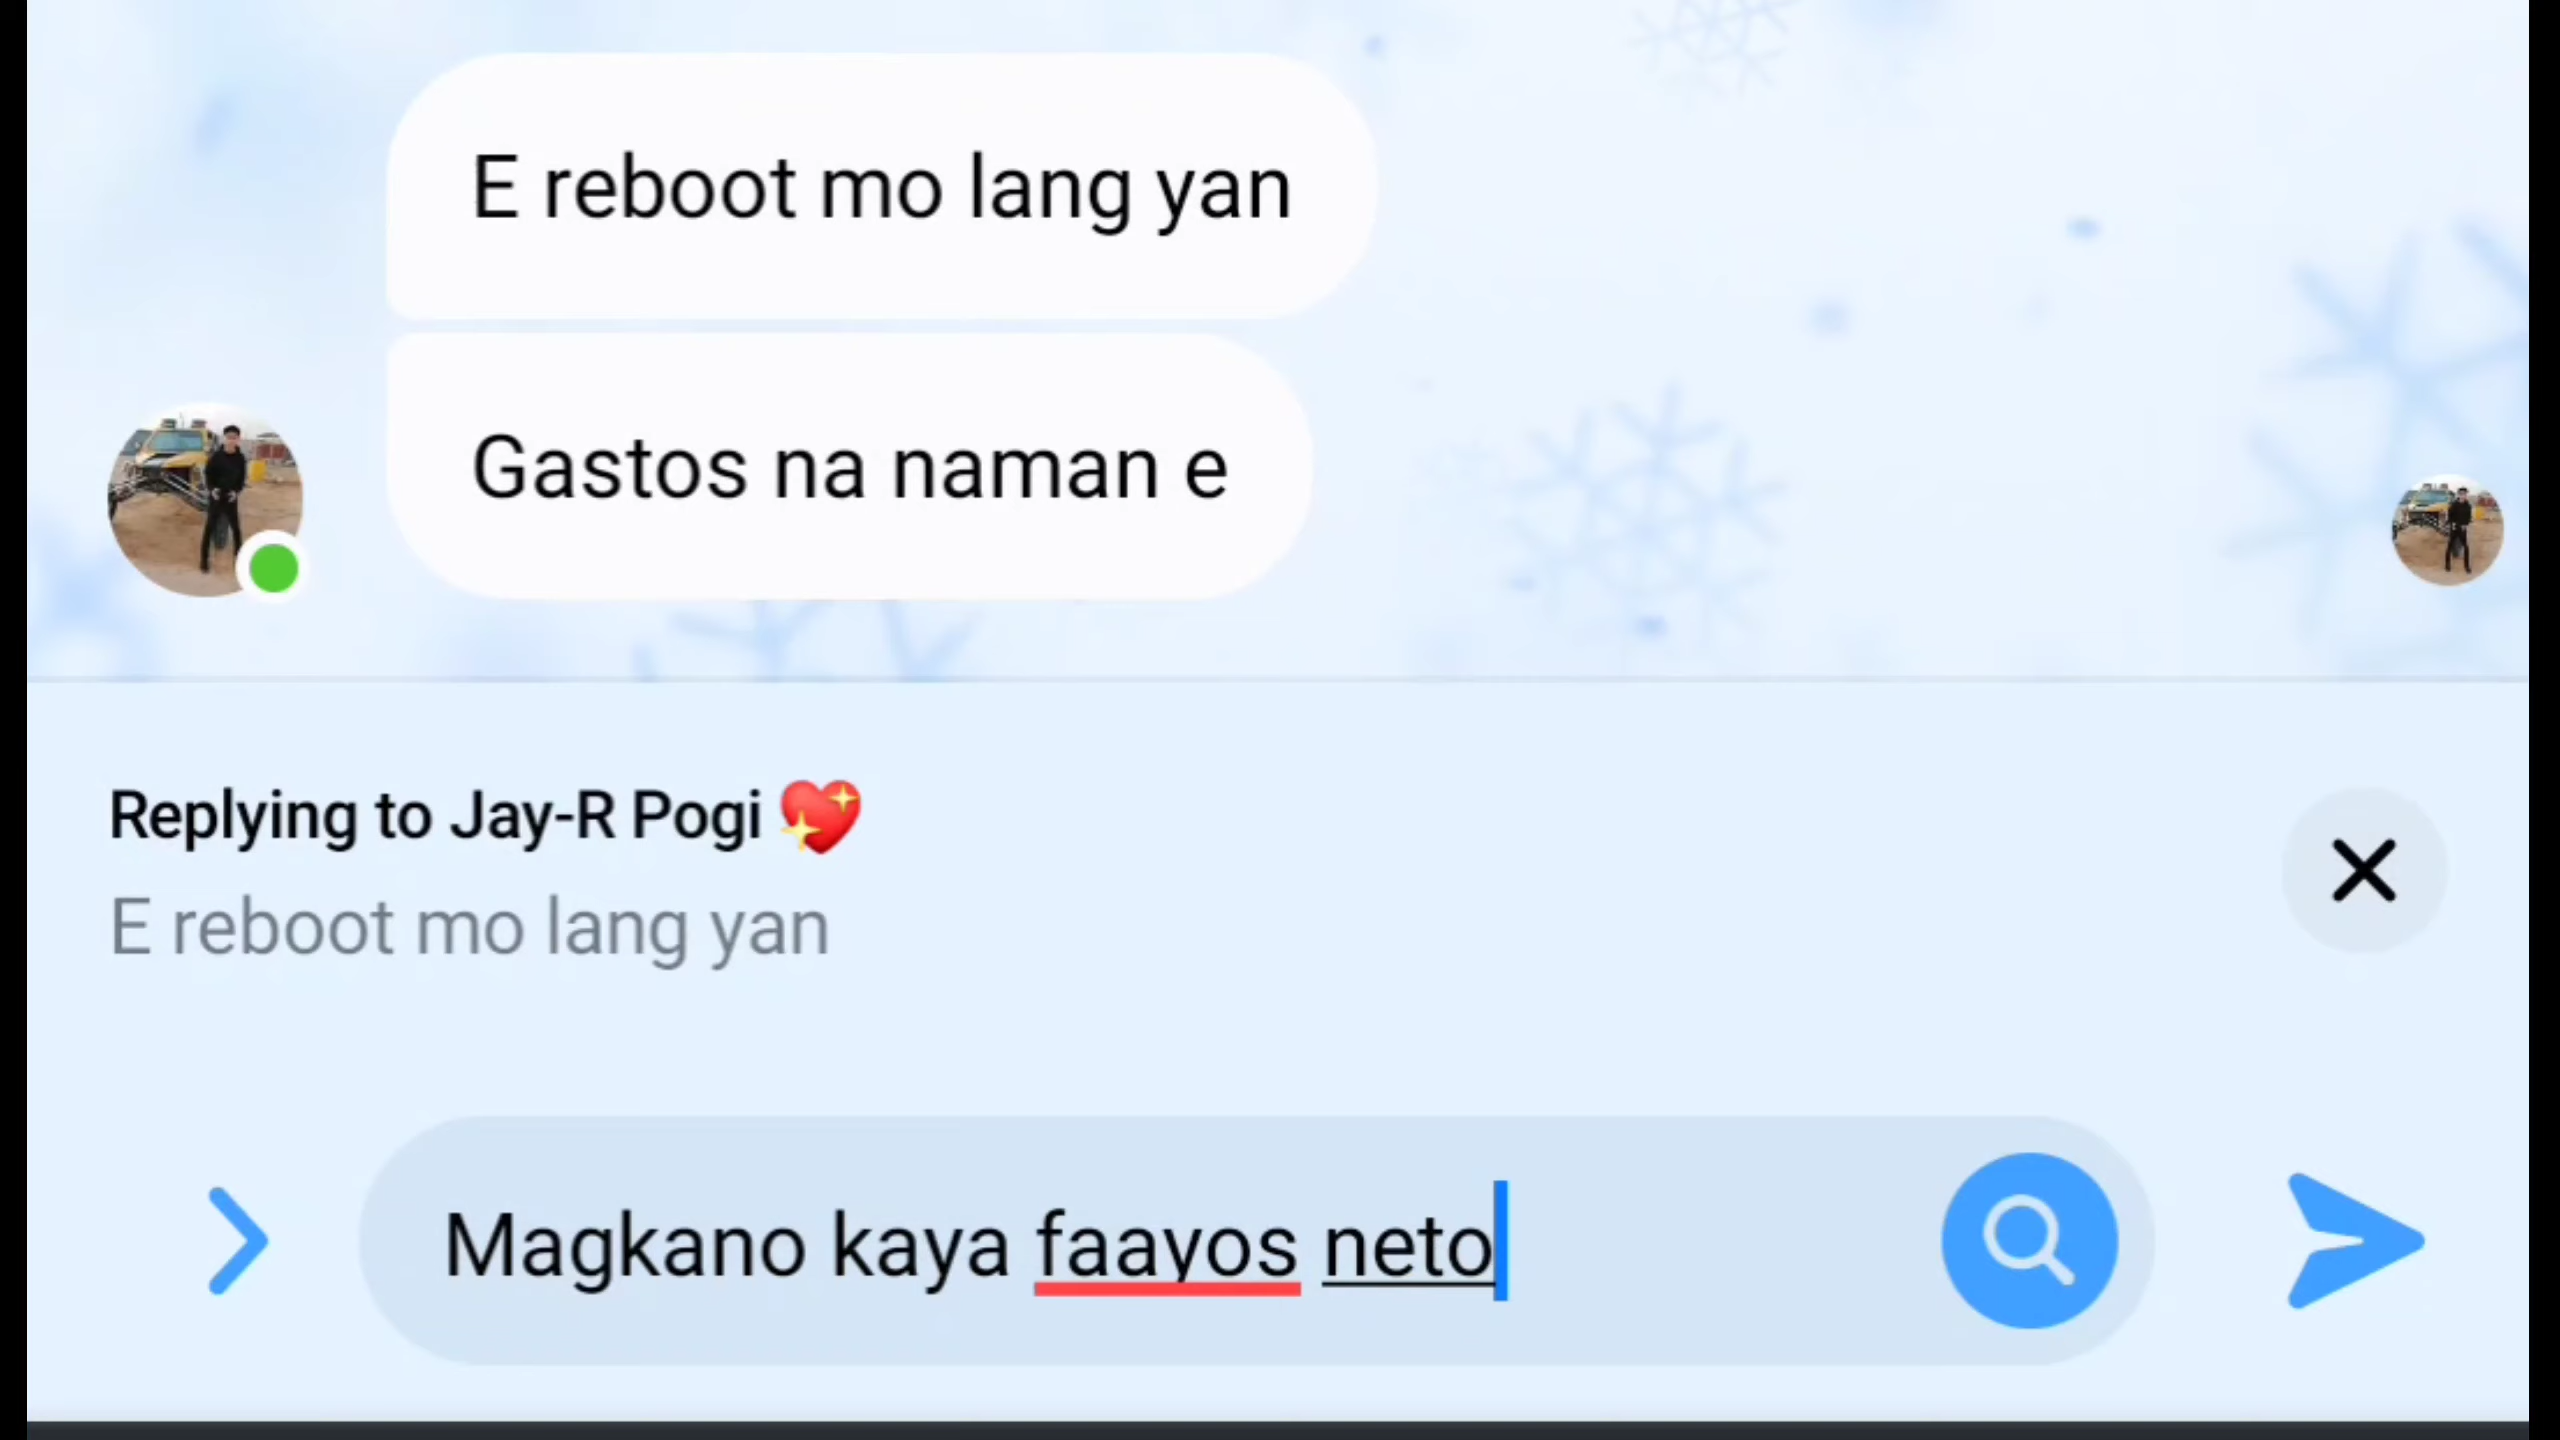 E reboot mo lang yan
Gastos na naman e
Replying to Jay-R Pogi 💖
E reboot mo lang yan
Magkano kaya faayos neto